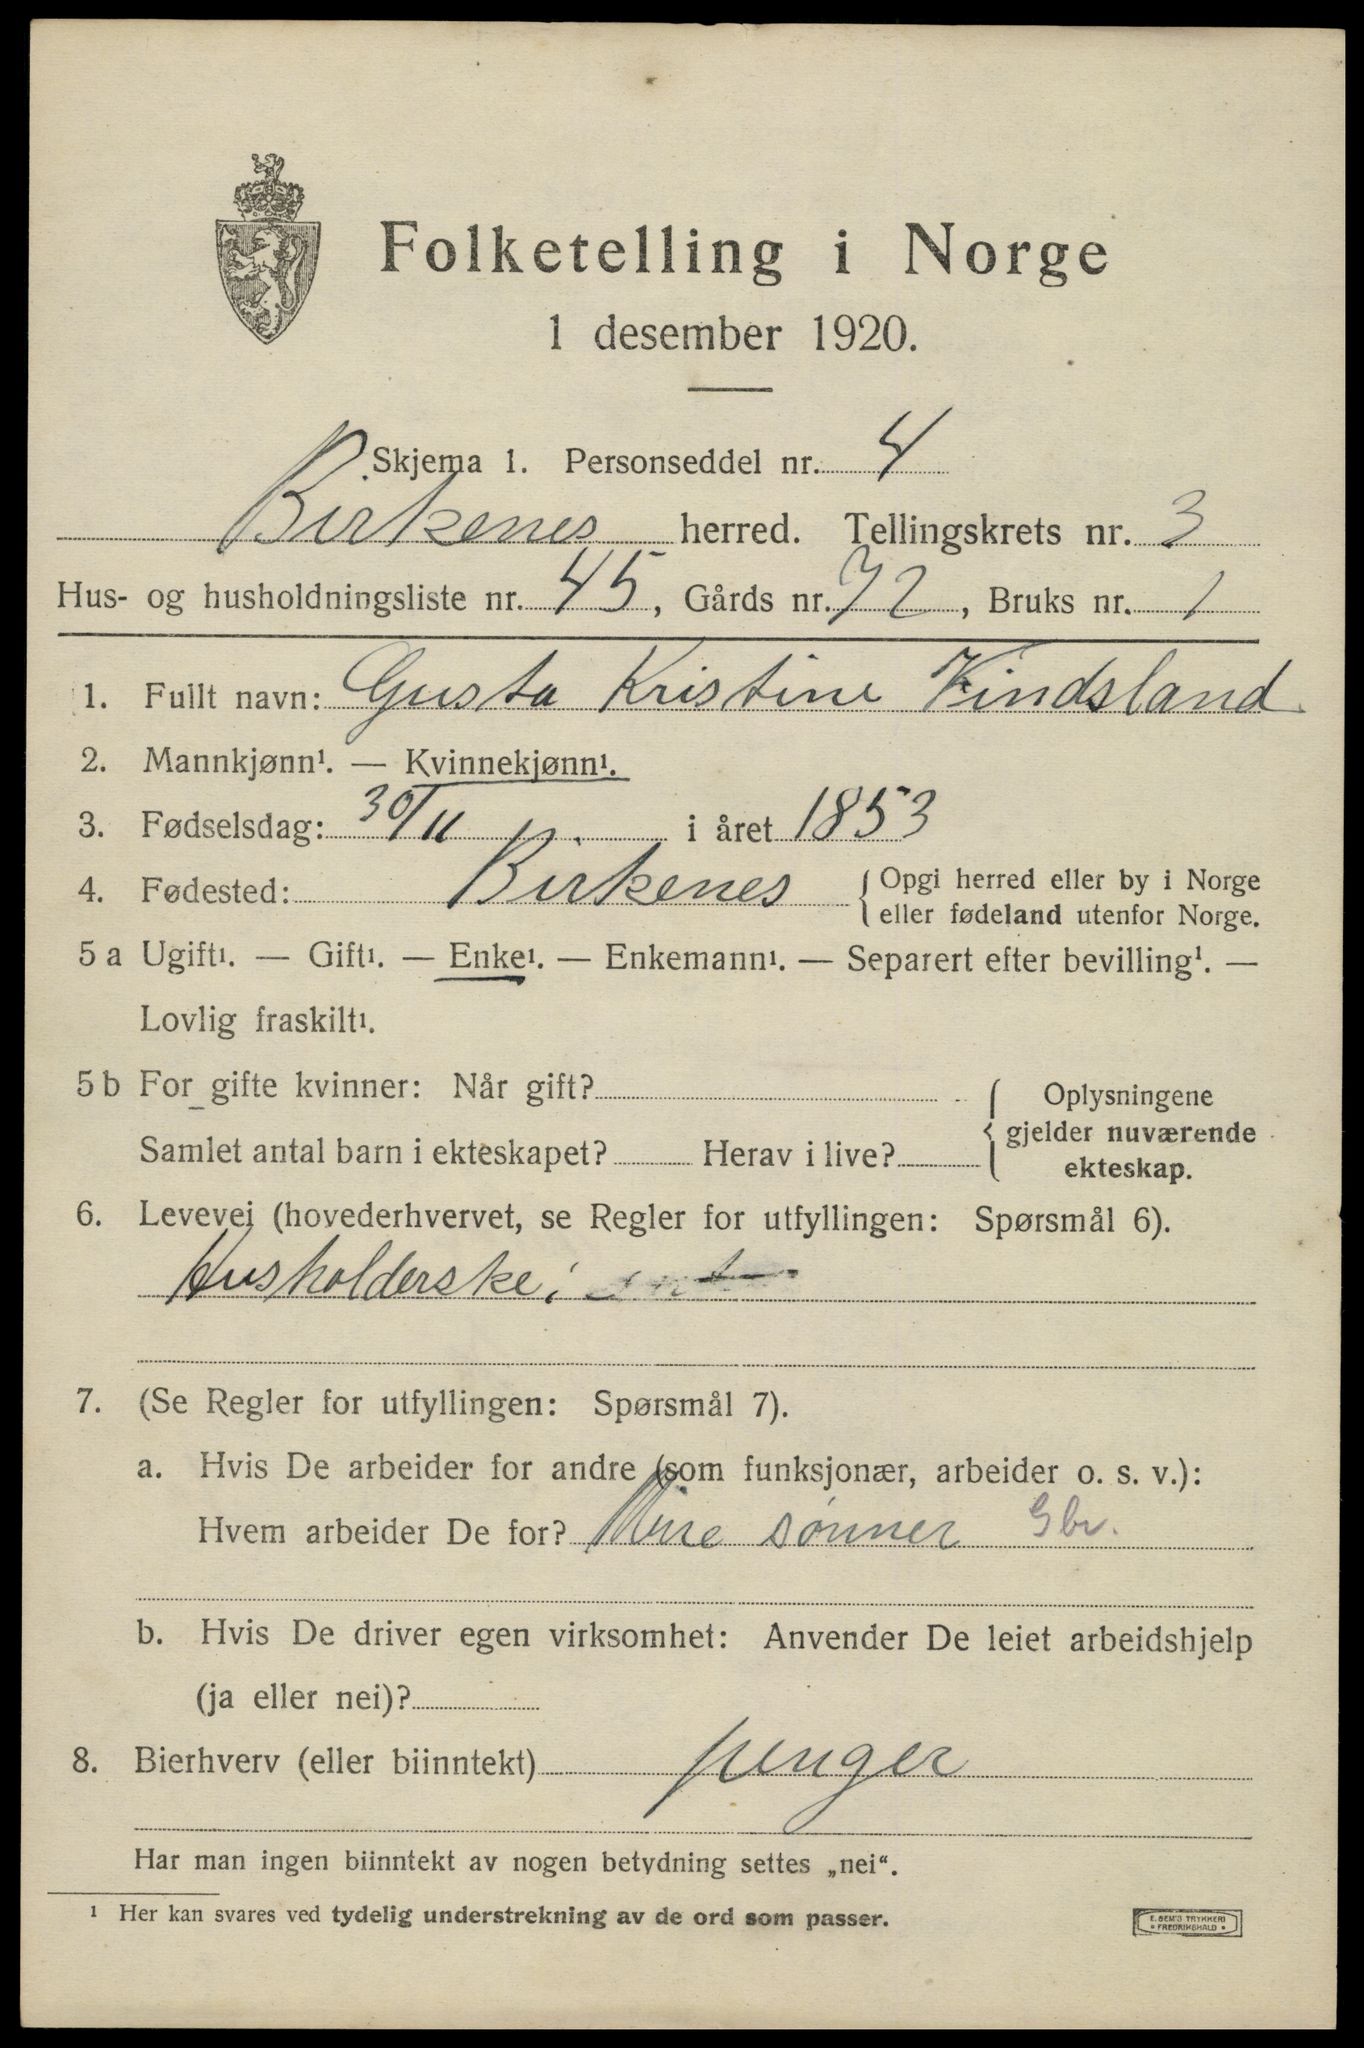 Folketelling i Norge
1 desember 1920.
Skjema 1. Personseddel nr. 4
Birkenes herred. Tellingskrets nr. 3
Hus- og husholdningsliste nr. 45, Gårds nr. 72, Bruks nr. 1
1. Fullt navn: Gusta Kristine Vindsland
2. Mannkjønn¹. — Kvinnekjønn¹.
3. Fødselsdag: 30/11 i året 1853
4. Fødested: Birkenes {Opgi herred eller by i Norge
eller fødeland utenfor Norge.
5 a Ugift¹. — Gift¹. — Enke¹. — Enkemann¹. — Separert efter bevilling¹. —
Lovlig fraskilt¹.
5 b For gifte kvinner: Når gift?
Samlet antal barn i ekteskapet? Herav i live?
Oplysningene
gjelder nuværende
ekteskap.
6. Levevei (hovederhvervet, se Regler for utfyllingen: Spørsmål 6).
Husholderske i
7. (Se Regler for utfyllingen: Spørsmål 7).
a. Hvis De arbeider for andre (som funksjonær, arbeider o. s. v.):
Hvem arbeider De for? Mine sønner Gbr.
b. Hvis De driver egen virksomhet: Anvender De leiet arbeidshjelp
(ja eller nei)?
8. Bierhverv (eller biinntekt) penger
Har man ingen biinntekt av nogen betydning settes „nei“.
¹ Her kan svares ved tydelig understrekning av de ord som passer.
E. SEM'S TRYKKERI
• FREDRIKSHALD •